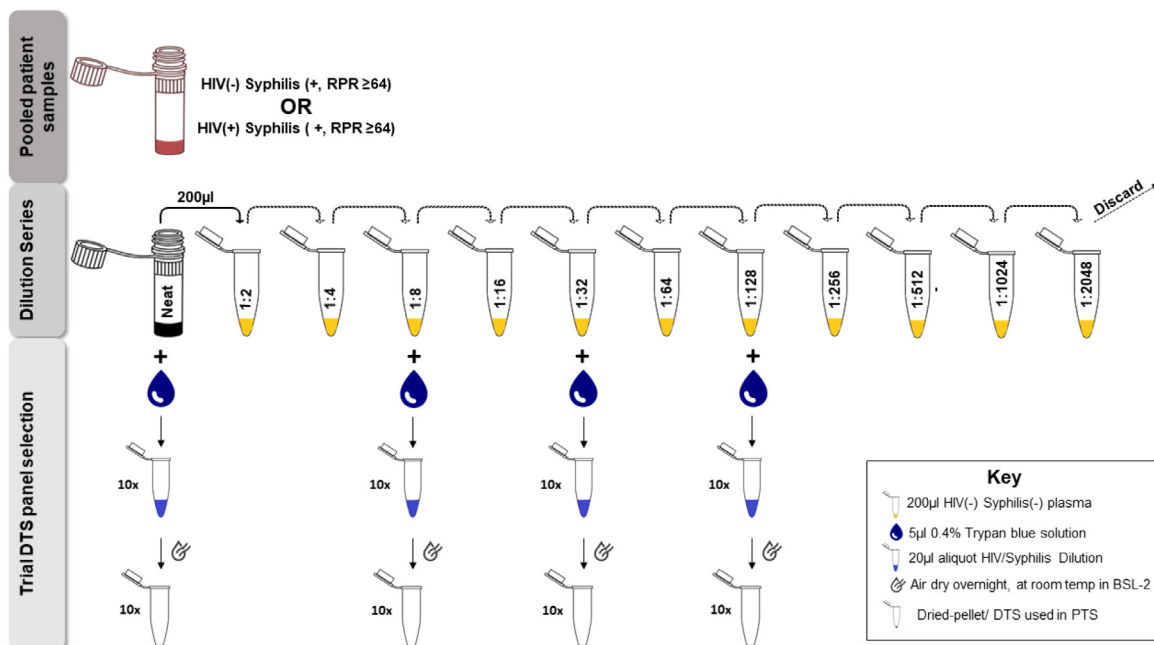 Pooled patient
samples
HIV(-) Syphilis (+, RPR ≥64)
OR
HIV(+) Syphilis ( +, RPR ≥64)
Dilution Series
200µl
Discard
Neat
1:2
1:4
1:8
1:16
1:32
1:64
1:128
1:256
1:512
1:1024
1:2048
Trial DTS panel selection
+
+
+
+
10x
10x
10x
10x
10x
10x
10x
10x
Key
200µl HIV(-) Syphilis(-) plasma
5µl 0.4% Trypan blue solution
20µl aliquot HIV/Syphilis Dilution
Air dry overnight, at room temp in BSL-2
Dried-pellet/ DTS used in PTS